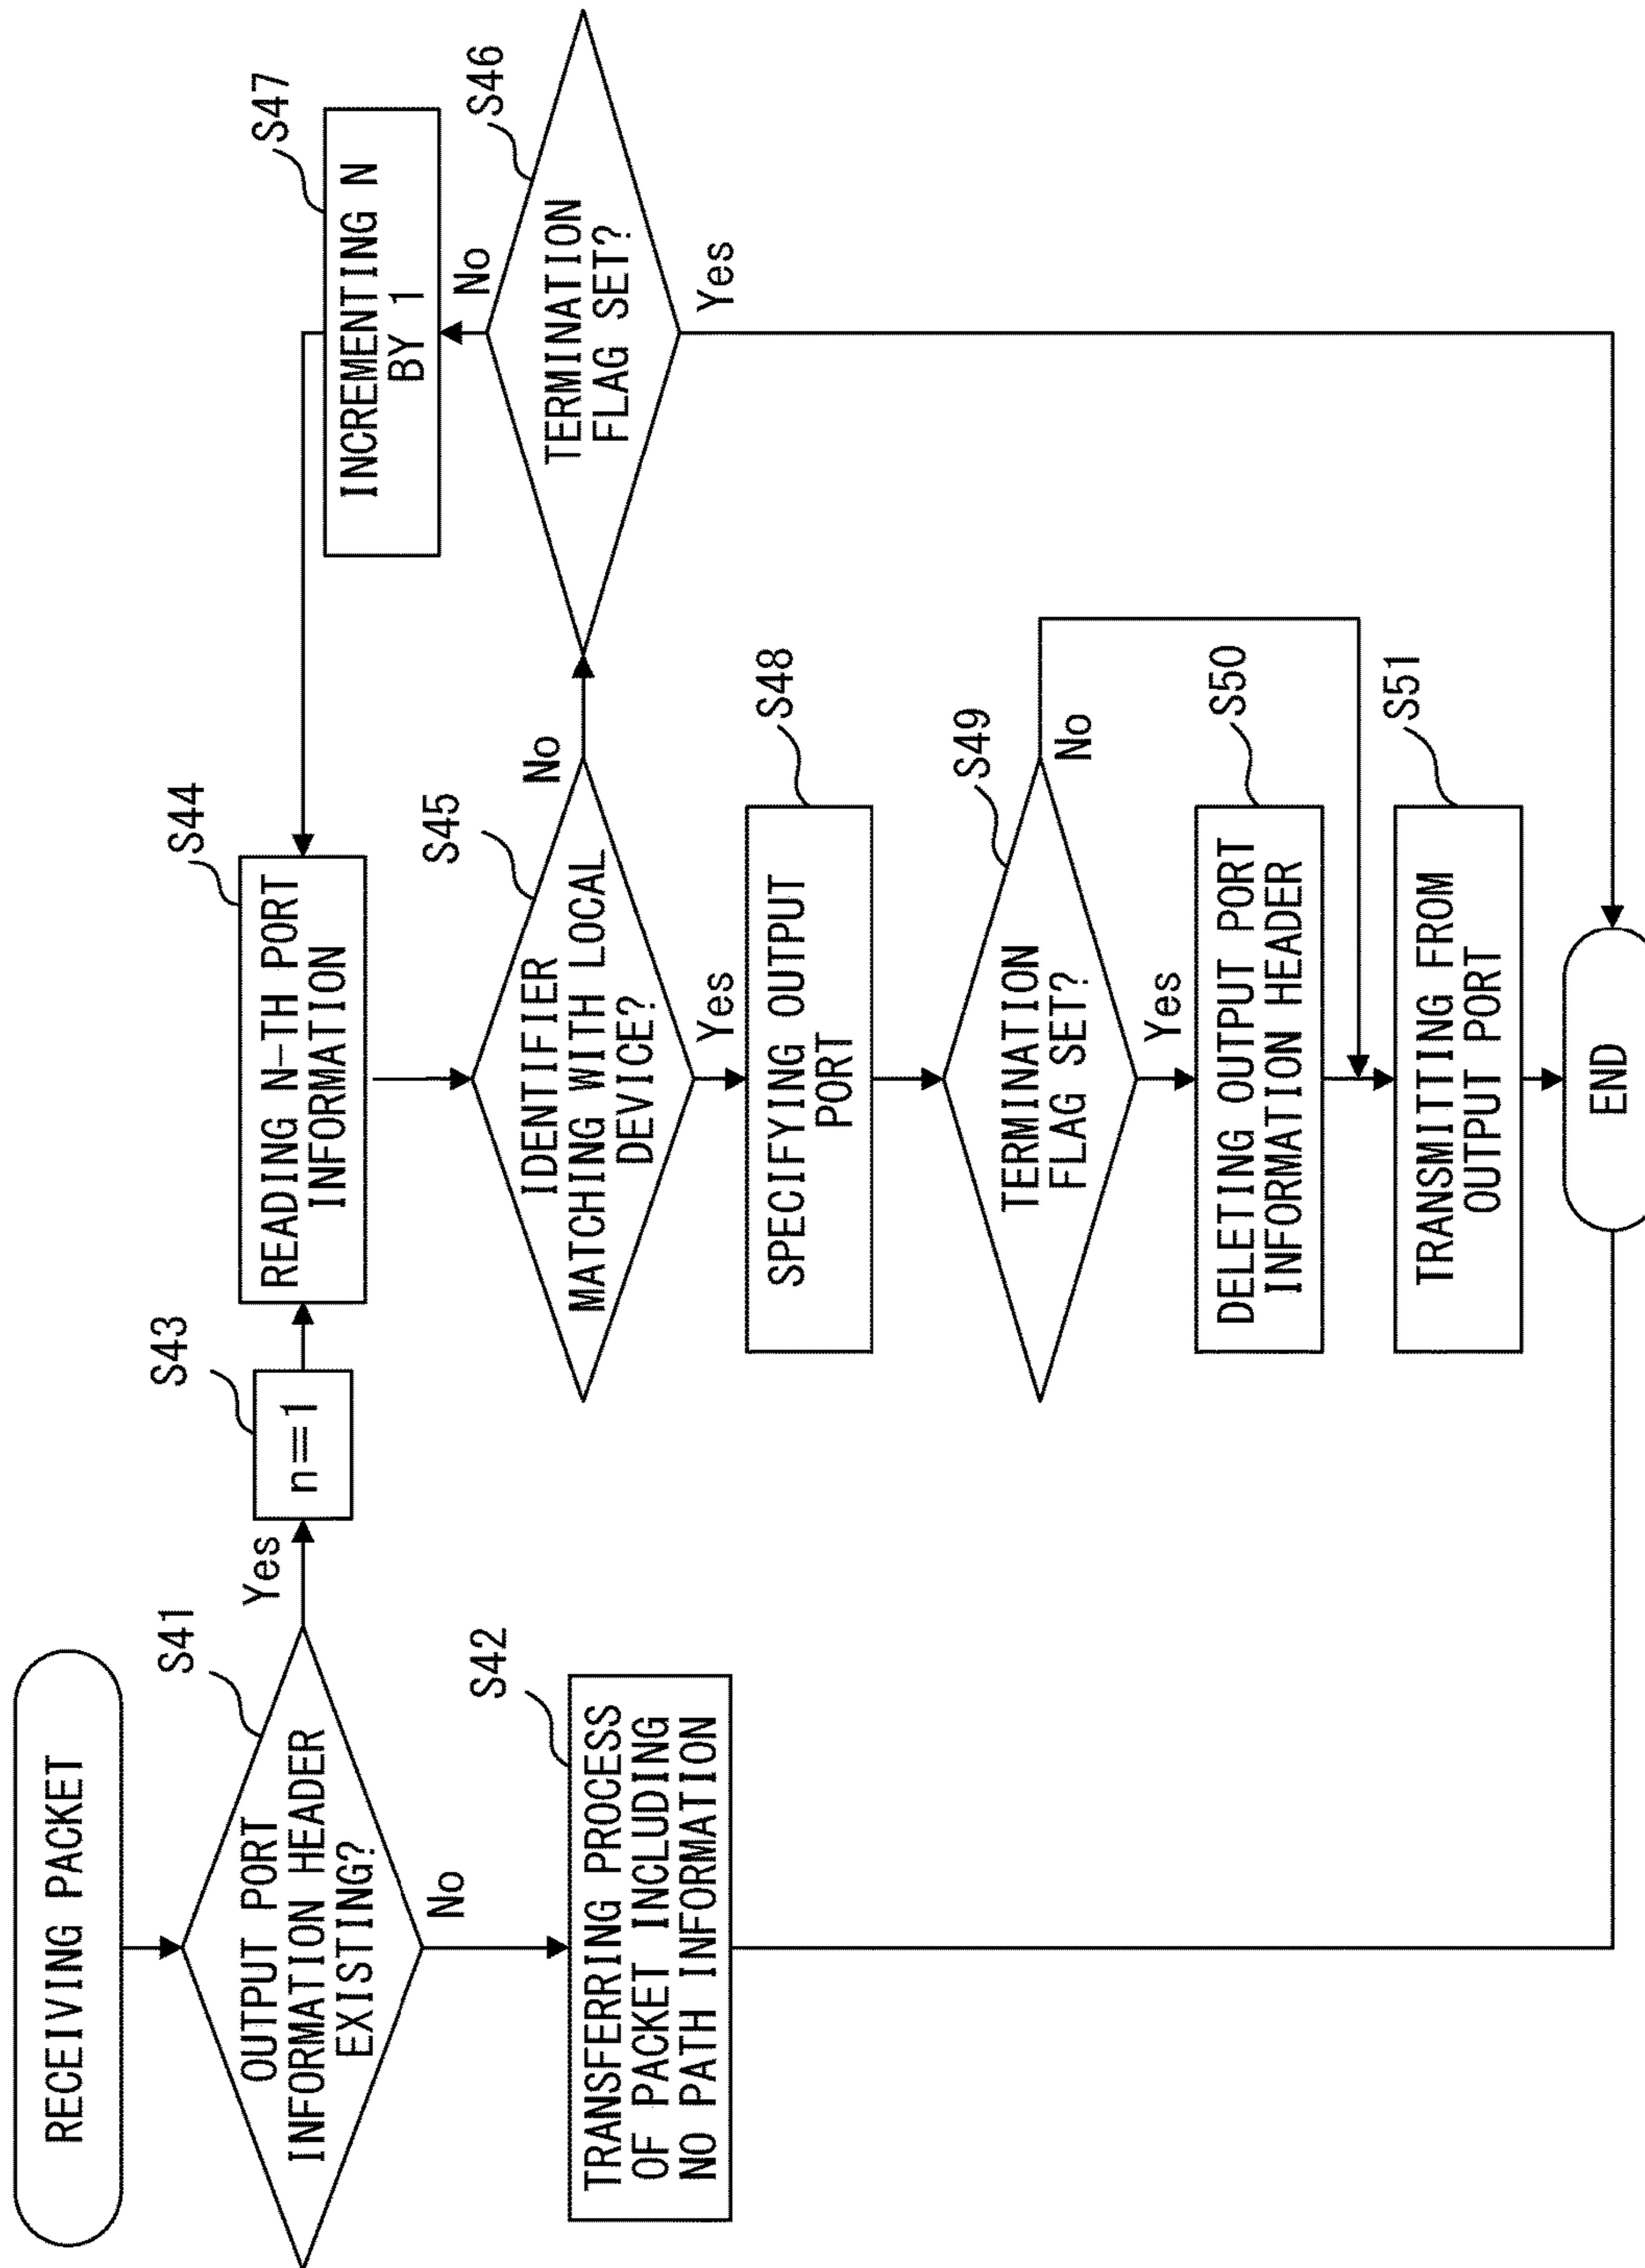 RECEIVING PACKET
S41
OUTPUT PORT
INFORMATION HEADER
EXISTING?
Yes
No
S42
TRANSFERRING PROCESS
OF PACKET INCLUDING
NO PATH INFORMATION
S43
n=1
S44
READING N-TH PORT
INFORMATION
S45
IDENTIFIER
MATCHING WITH LOCAL
DEVICE?
No
Yes
S46
TERMINATION
FLAG SET?
No
Yes
S47
INCREMENTING N
BY 1
S48
SPECIFYING OUTPUT
PORT
S49
TERMINATION
FLAG SET?
No
Yes
S50
DELETING OUTPUT PORT
INFORMATION HEADER
S51
TRANSMITTING FROM
OUTPUT PORT
END